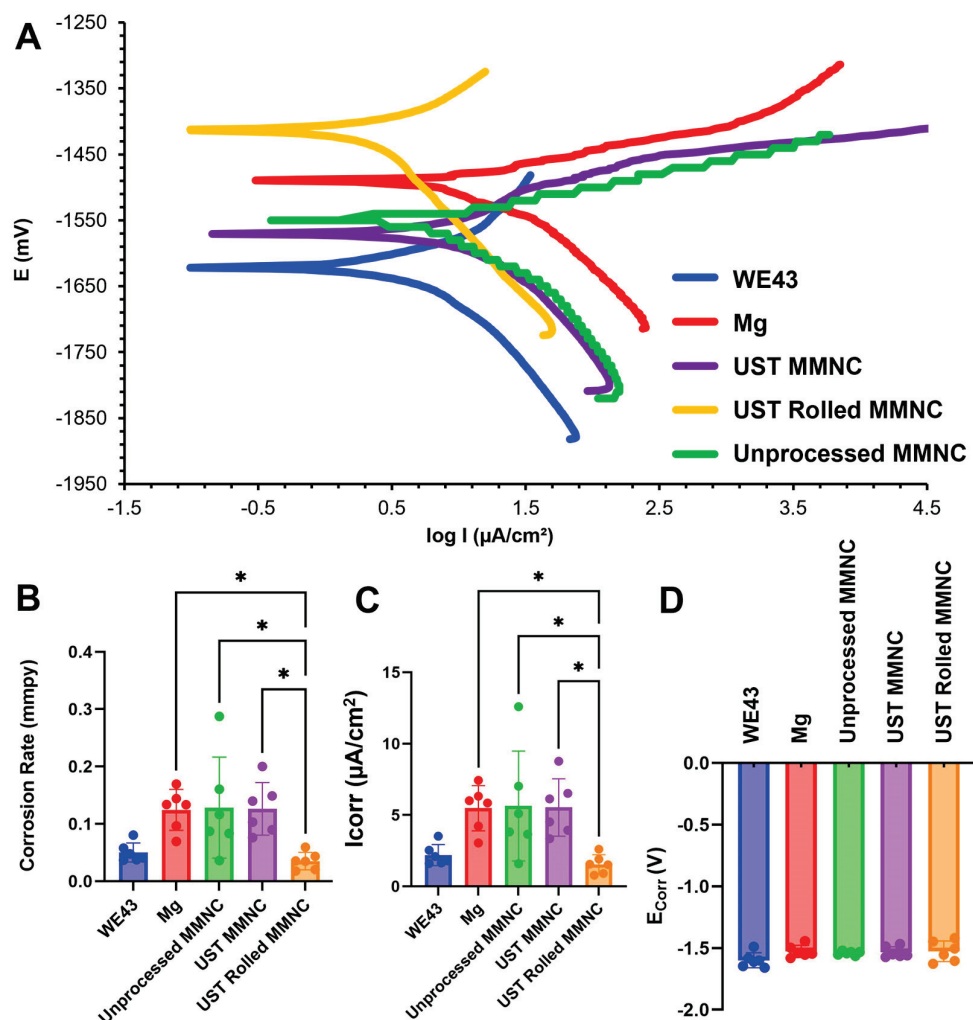 A
-1250
-1350
-1450
-1550
-1650
-1750
-1850
-1950
E (mV)
-1.5
-0.5
0.5
1.5
2.5
3.5
4.5
log I (µA/cm²)
WE43
Mg
UST MMNC
UST Rolled MMNC
Unprocessed MMNC
B
*
*
*
0.4
0.3
0.2
0.1
0.0
Corrosion Rate (mmpy)
WE43
Mg
Unprocessed MMNC
UST MMNC
UST Rolled MMNC
C
*
*
*
15
10
5
0
Icorr (µA/cm²)
WE43
Mg
Unprocessed MMNC
UST MMNC
UST Rolled MMNC
D
WE43
Mg
Unprocessed MMNC
UST MMNC
UST Rolled MMNC
0.0
-0.5
-1.0
-1.5
-2.0
ECorr (V)